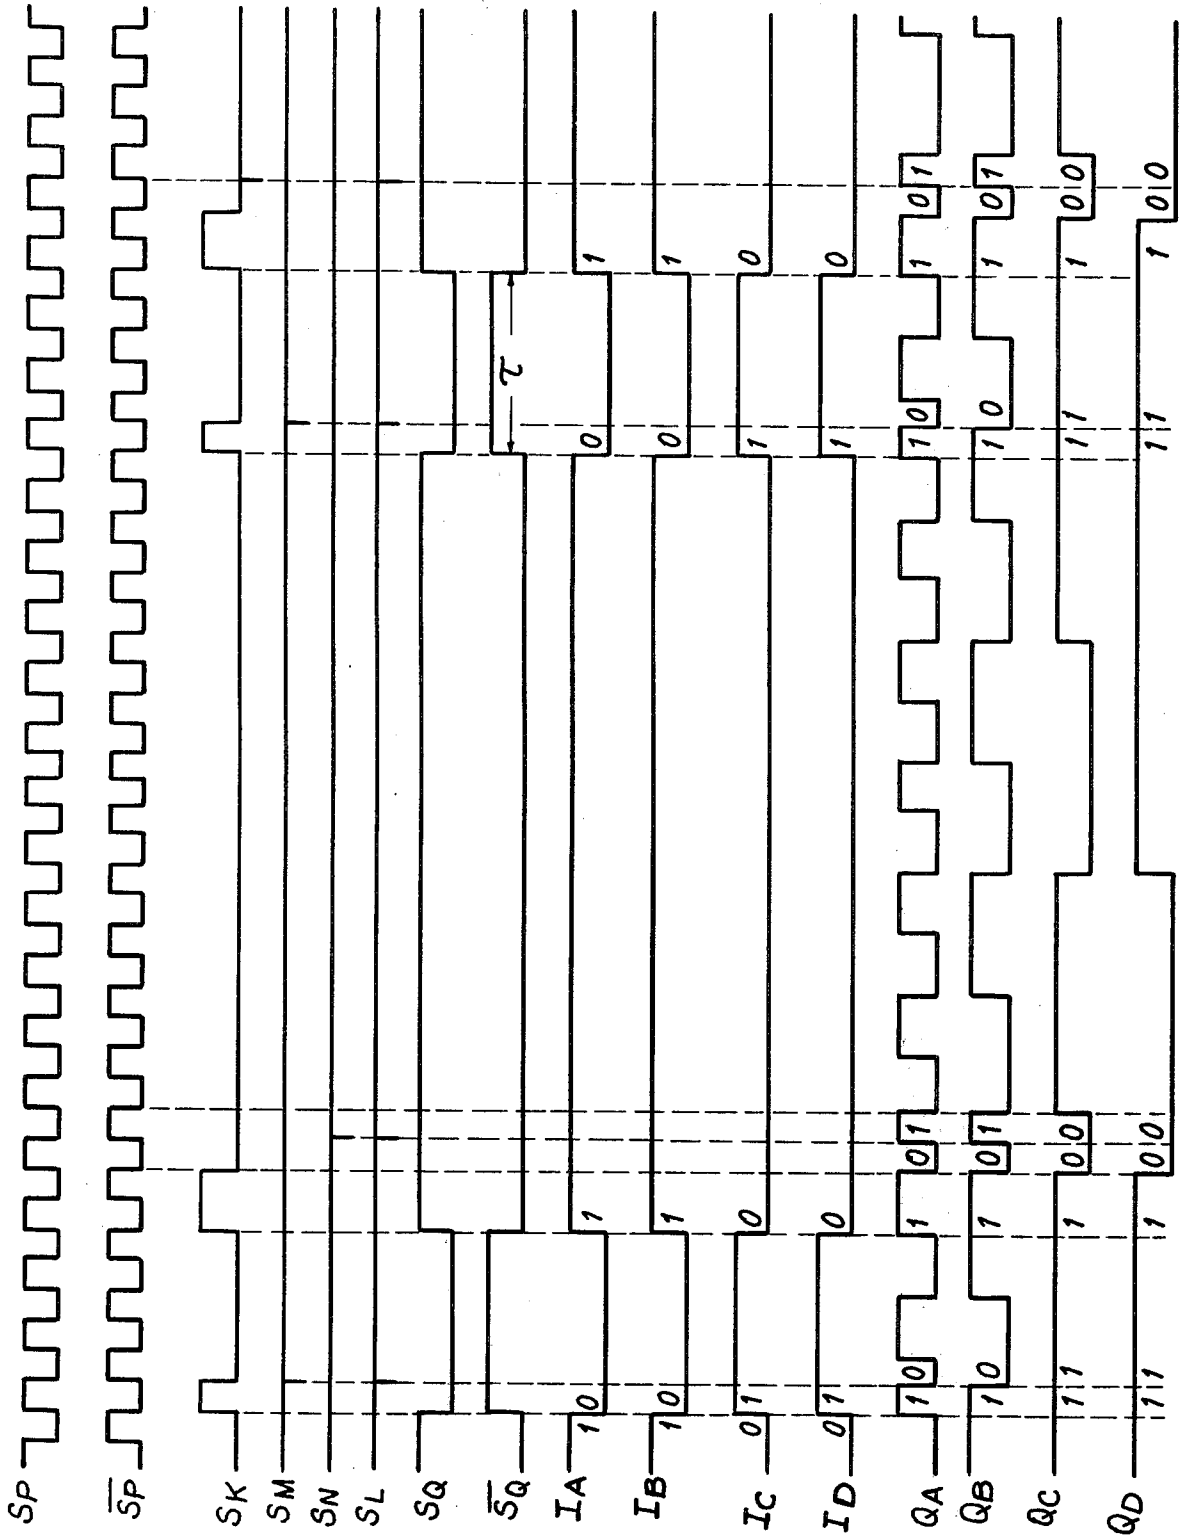 SP
S̅P
SK
SM
SN
SL
SQ
S̅Q τ
IA 1 0 1 0 1
IB 1 0 1 0 1
IC 0 1 0 1 0
ID 0 1 0 1 0
QA 1 0 1 0 1 1 0 1 0 1
QB 1 0 1 0 1 1 0 1 0 1
QC 1 1 1 0 0 1 1 1 0 0
QD 1 1 1 0 0 1 1 1 0 0